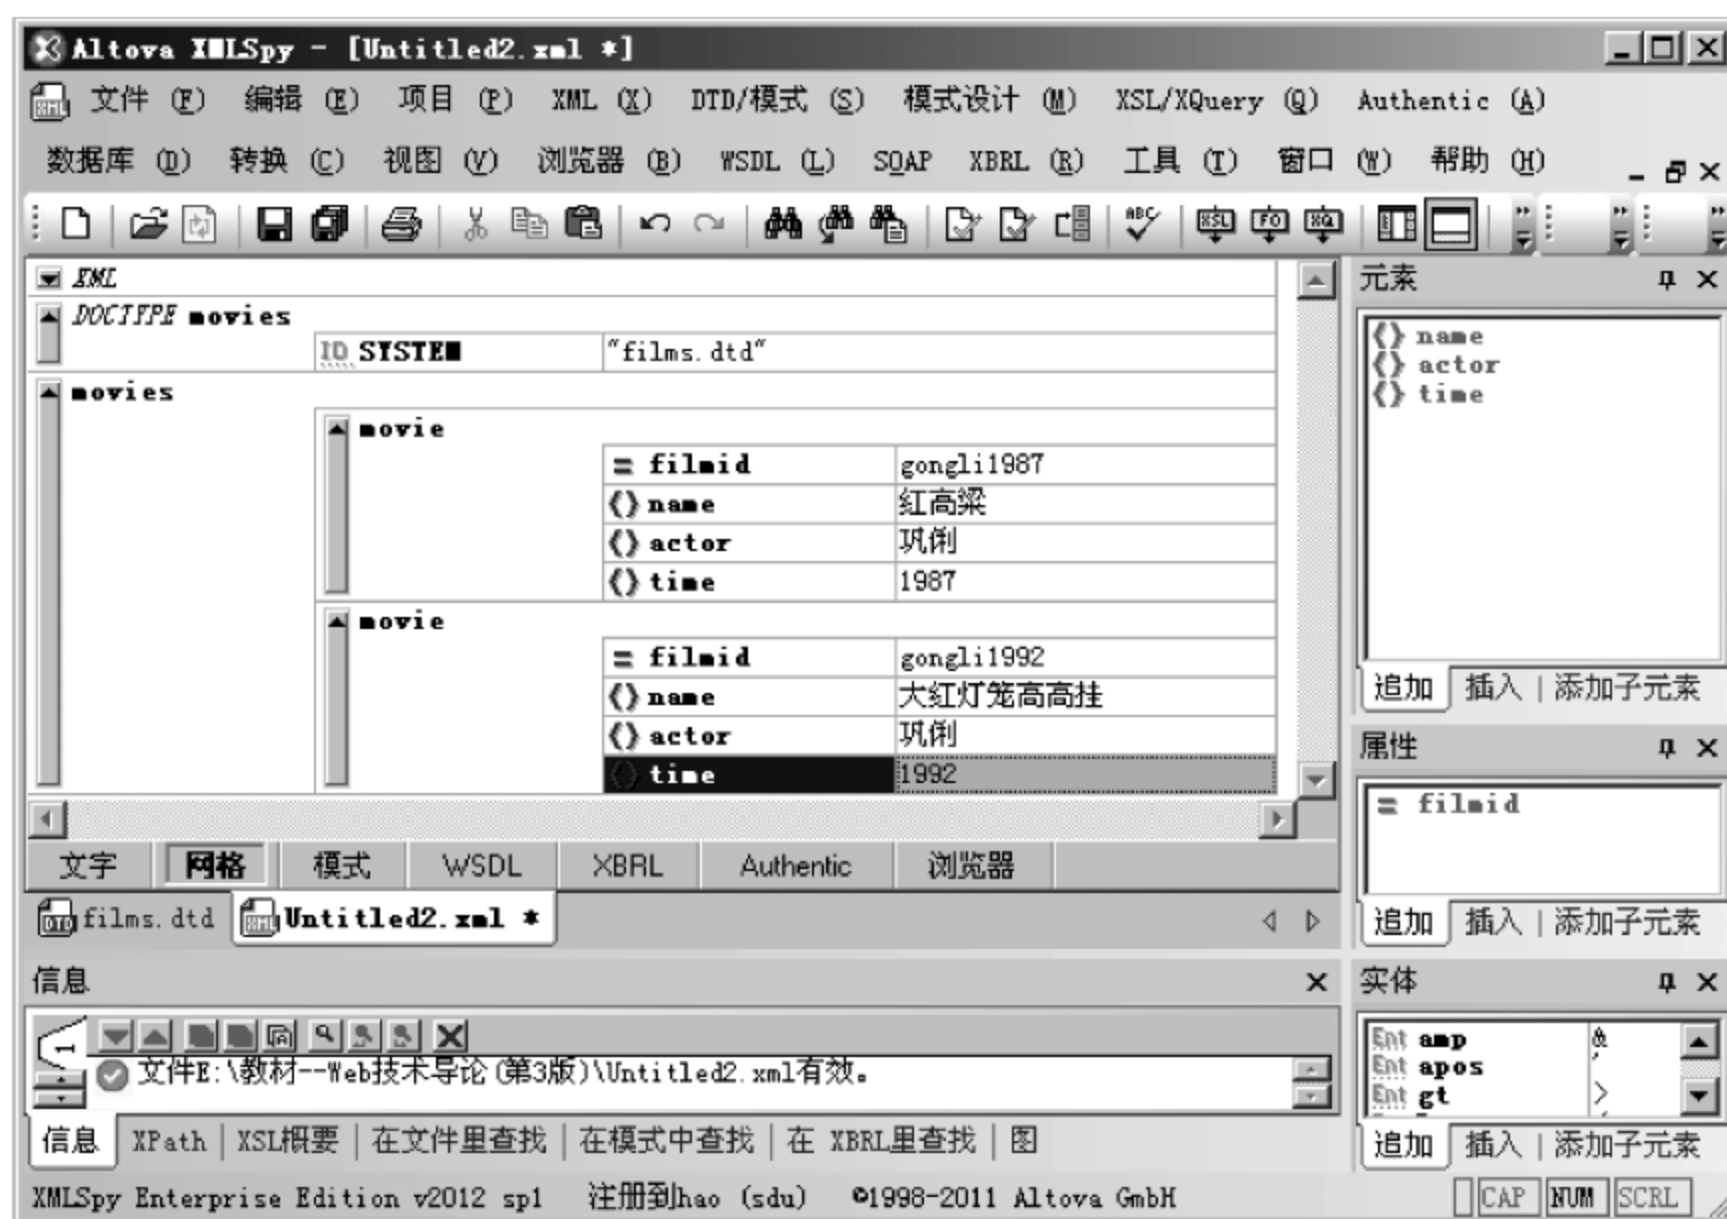 Altova XMLSpy - [Untitled2.xml *]
文件 (F) 编辑 (E) 项目 (P) XML (X) DTD/模式 (S) 模式设计 (M) XSL/XQuery (Q) Authentic (A)
数据库 (D) 转换 (C) 视图 (V) 浏览器 (B) WSDL (L) SOAP XBRL (R) 工具 (T) 窗口 (W) 帮助 (H)
ABC XSL FO XQ
XML
DOCTYPE movies
ID SYSTEM "films.dtd"
movies
movie
= filmid gongli1987
{} name 红高粱
{} actor 巩俐
{} time 1987
movie
= filmid gongli1992
{} name 大红灯笼高高挂
{} actor 巩俐
{} time 1992
文字 网格 模式 WSDL XBRL Authentic 浏览器
films.dtd Untitled2.xml *
元素
{} name
{} actor
{} time
追加 插入 | 添加子元素
属性
= filmid
追加 插入 | 添加子元素
实体
Ent amp &
Ent apos '
Ent gt >
追加 插入 | 添加子元素
信息
1
文件E:\教材--Web技术导论(第3版)\Untitled2.xml有效。
信息 XPath | XSL概要 | 在文件里查找 | 在模式中查找 | 在 XBRL里查找 | 图
XMLSpy Enterprise Edition v2012 sp1 注册到hao (sdu) ©1998-2011 Altova GmbH CAP NUM SCRL